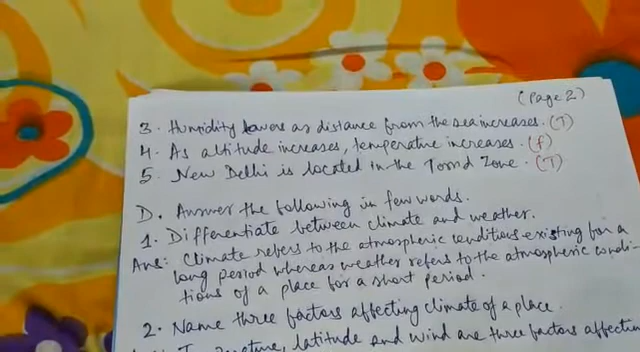 (Page 2)
3. Humidity lowers as distance from the sea increases. (T)
4. As altitude increases, temperature increases. (f)
5. New Delhi is located in the Torrid Zone. (T)
D. Answer the following in few words.
1. Differentiate between climate and weather.
Ans: Climate refers to the atmospheric conditions existing for a
long period whereas weather refers to the atmospheric condi-
tions of a place for a short period.
2. Name three factors affecting climate of a place.
latitude and wind are three factors affecting